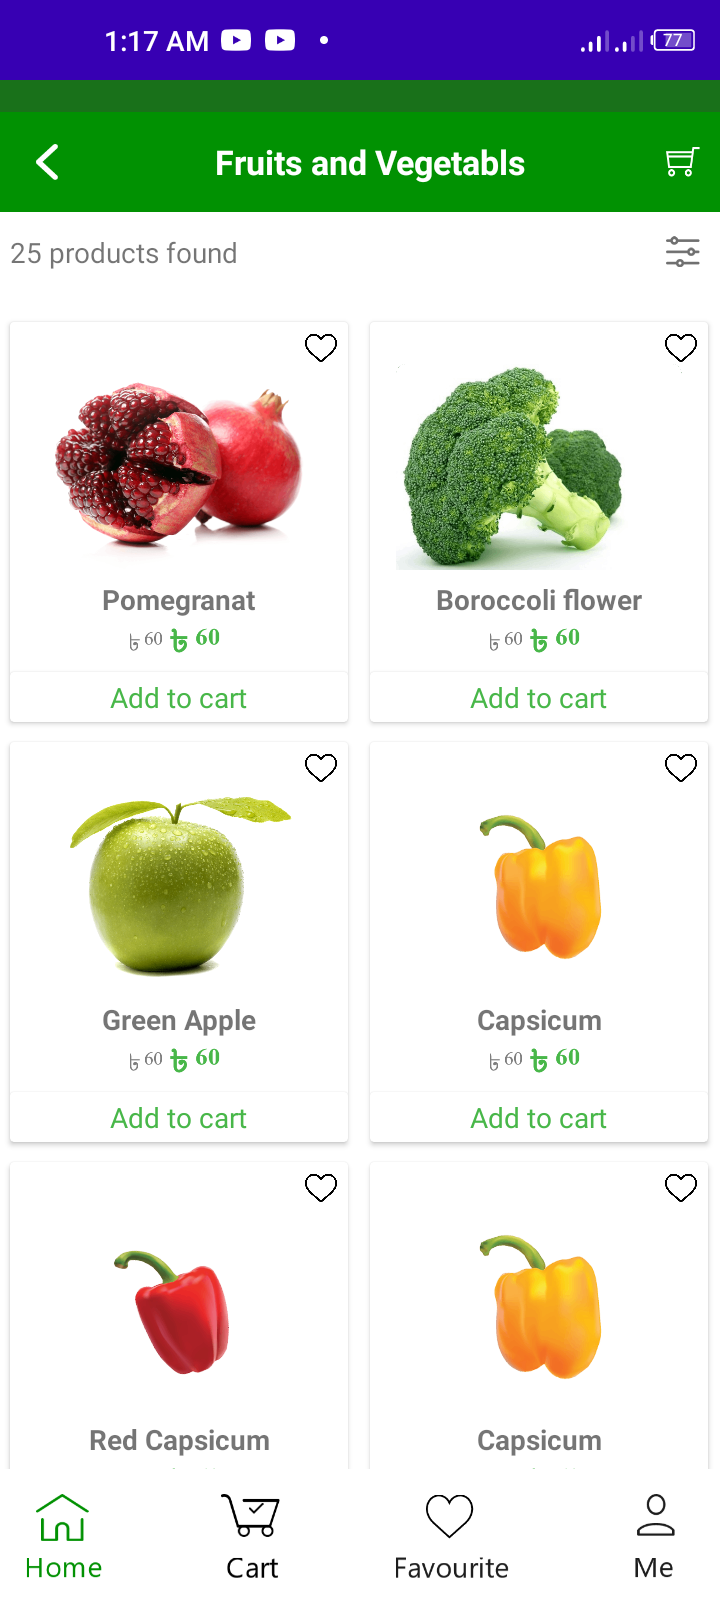 1:17 AM 77
Fruits and Vegetabls
25 products found
Pomegranat
৳ 60 ৳ 60
Add to cart
Boroccoli flower
৳ 60 ৳ 60
Add to cart
Green Apple
৳ 60 ৳ 60
Add to cart
Capsicum
৳ 60 ৳ 60
Add to cart
Red Capsicum
Capsicum
Home Cart Favourite Me